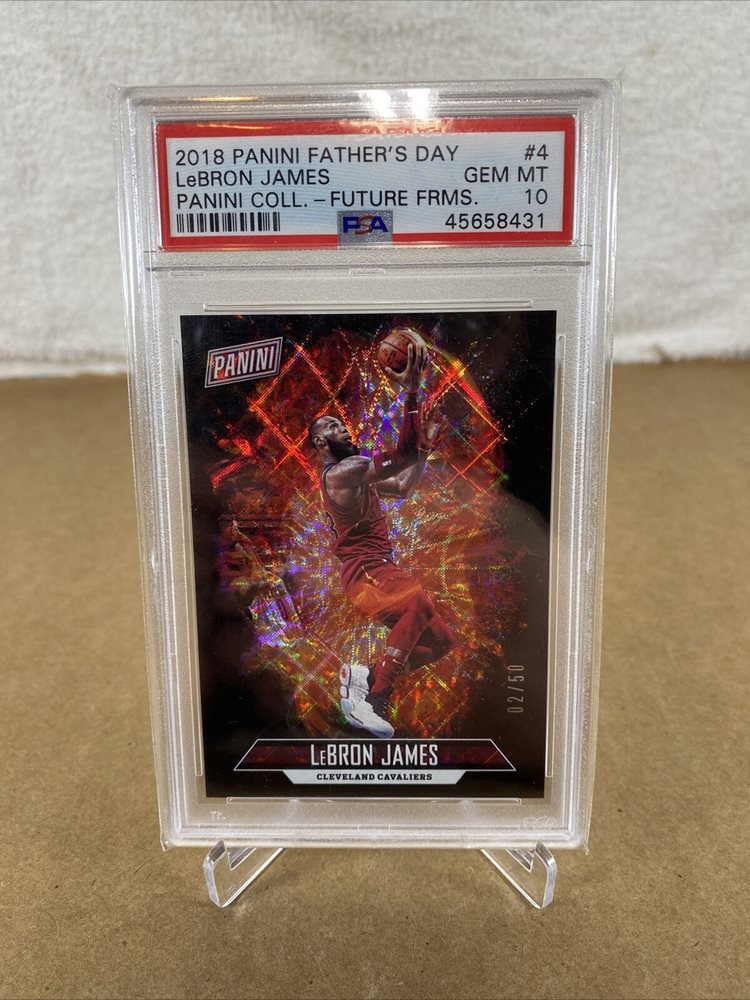 2018 PANINI FATHER'S DAY #4
LeBRON JAMES GEM MT
PANINI COLL. - FUTURE FRMS. 10
PSA 45658431
PANINI
02/50
LeBRON JAMES
CLEVELAND CAVALIERS